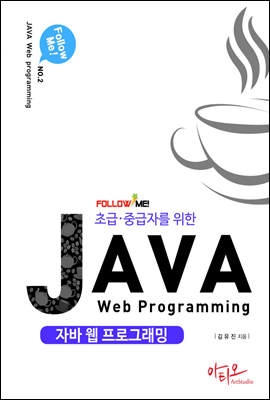 Follow Me!
NO.2
JAVA Web programming
FOLLOW ME!
초급·중급자를 위한
JAVA
Web Programming
자바 웹 프로그래밍
[ 김유진 지음 ]
아티오
ArtStudio